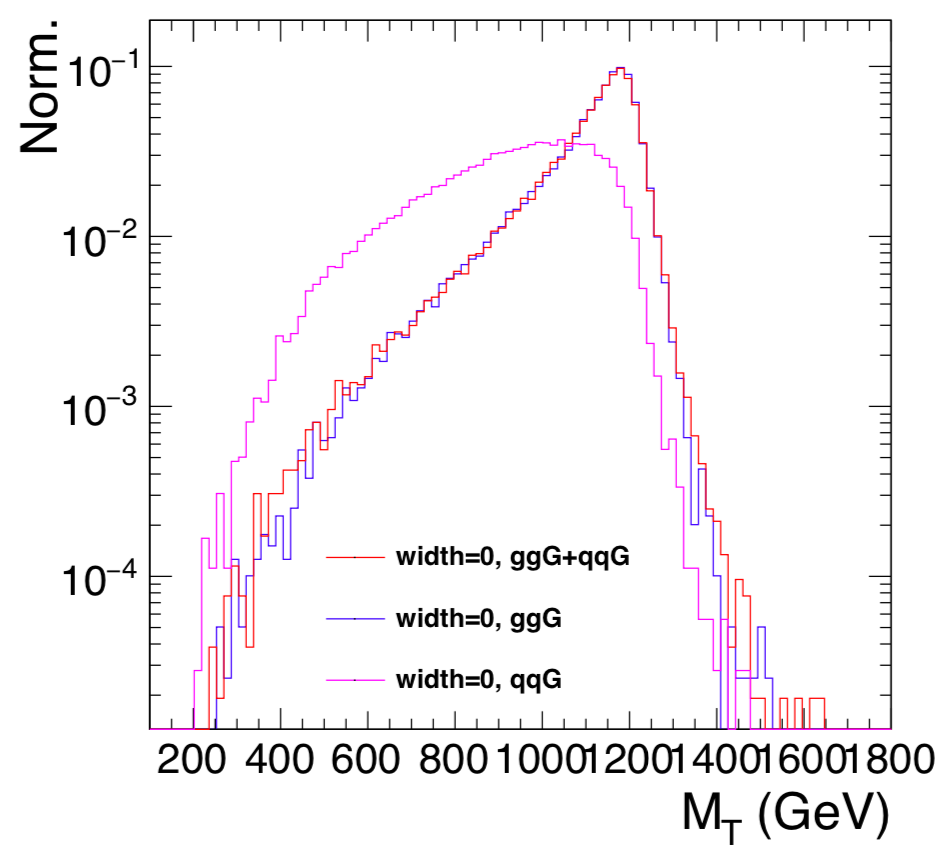 Norm.
10⁻¹
10⁻²
10⁻³
10⁻⁴
width=0, ggG+qqG
width=0, ggG
width=0, qqG
200 400 600 800 1000 1200 1400 1600 1800
M_T (GeV)